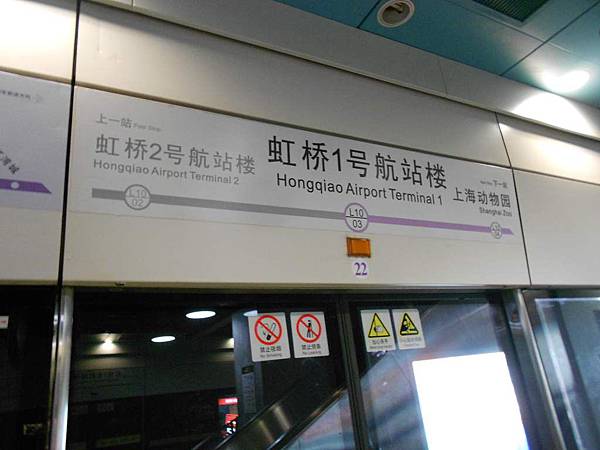 上一站 Past Stop
虹桥2号航站楼
Hongqiao Airport Terminal 2
虹桥1号航站楼
Hongqiao Airport Terminal 1
下一站
上海动物园
Shanghai Zoo
L10
02
L10
03
22
禁止吸烟
No Smoking
禁止倚靠
No Leaning